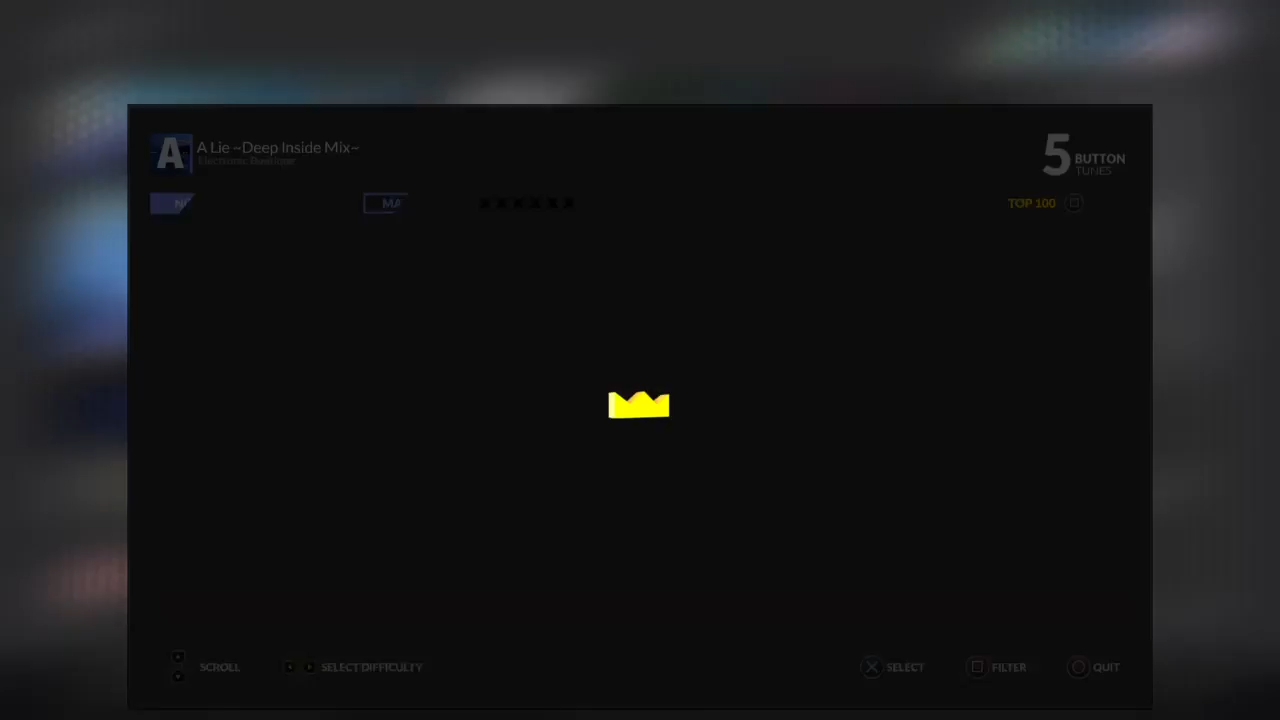 A
A Lie ~Deep Inside Mix~
5 BUTTON
TUNES
TOP 100
SCROLL
SELECT DIFFICULTY
SELECT
FILTER
QUIT